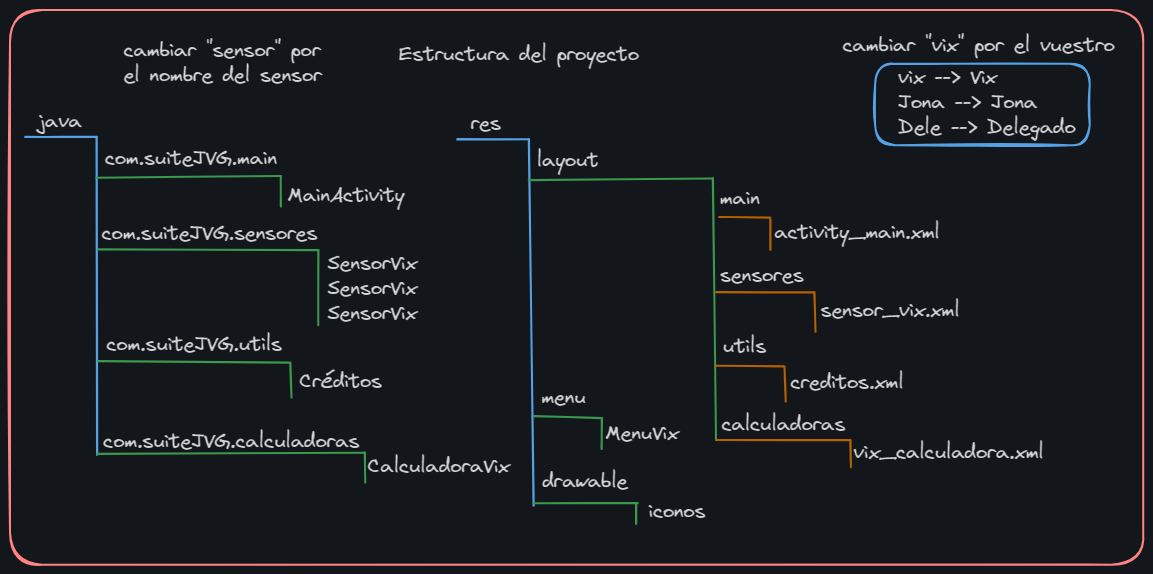 cambiar "sensor" por
el nombre del sensor
Estructura del proyecto
cambiar "vix" por el vuestro
vix --> Vix
Jona --> Jona
Dele --> Delegado
java
com.suiteJVG.main
MainActivity
com.suiteJVG.sensores
SensorVix
SensorVix
SensorVix
com.suiteJVG.utils
Créditos
com.suiteJVG.calculadoras
CalculadoraVix
res
layout
main
activity_main.xml
sensores
sensor_vix.xml
utils
creditos.xml
calculadoras
vix_calculadora.xml
menu
MenuVix
drawable
iconos